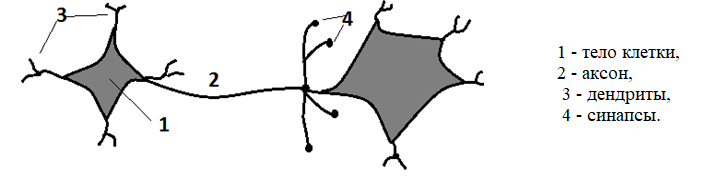 3
4
2
1
1 - тело клетки,
2 - аксон,
3 - дендриты,
4 - синапсы.